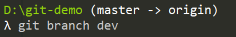 D:\git-demo (master -> origin)
λ git branch dev